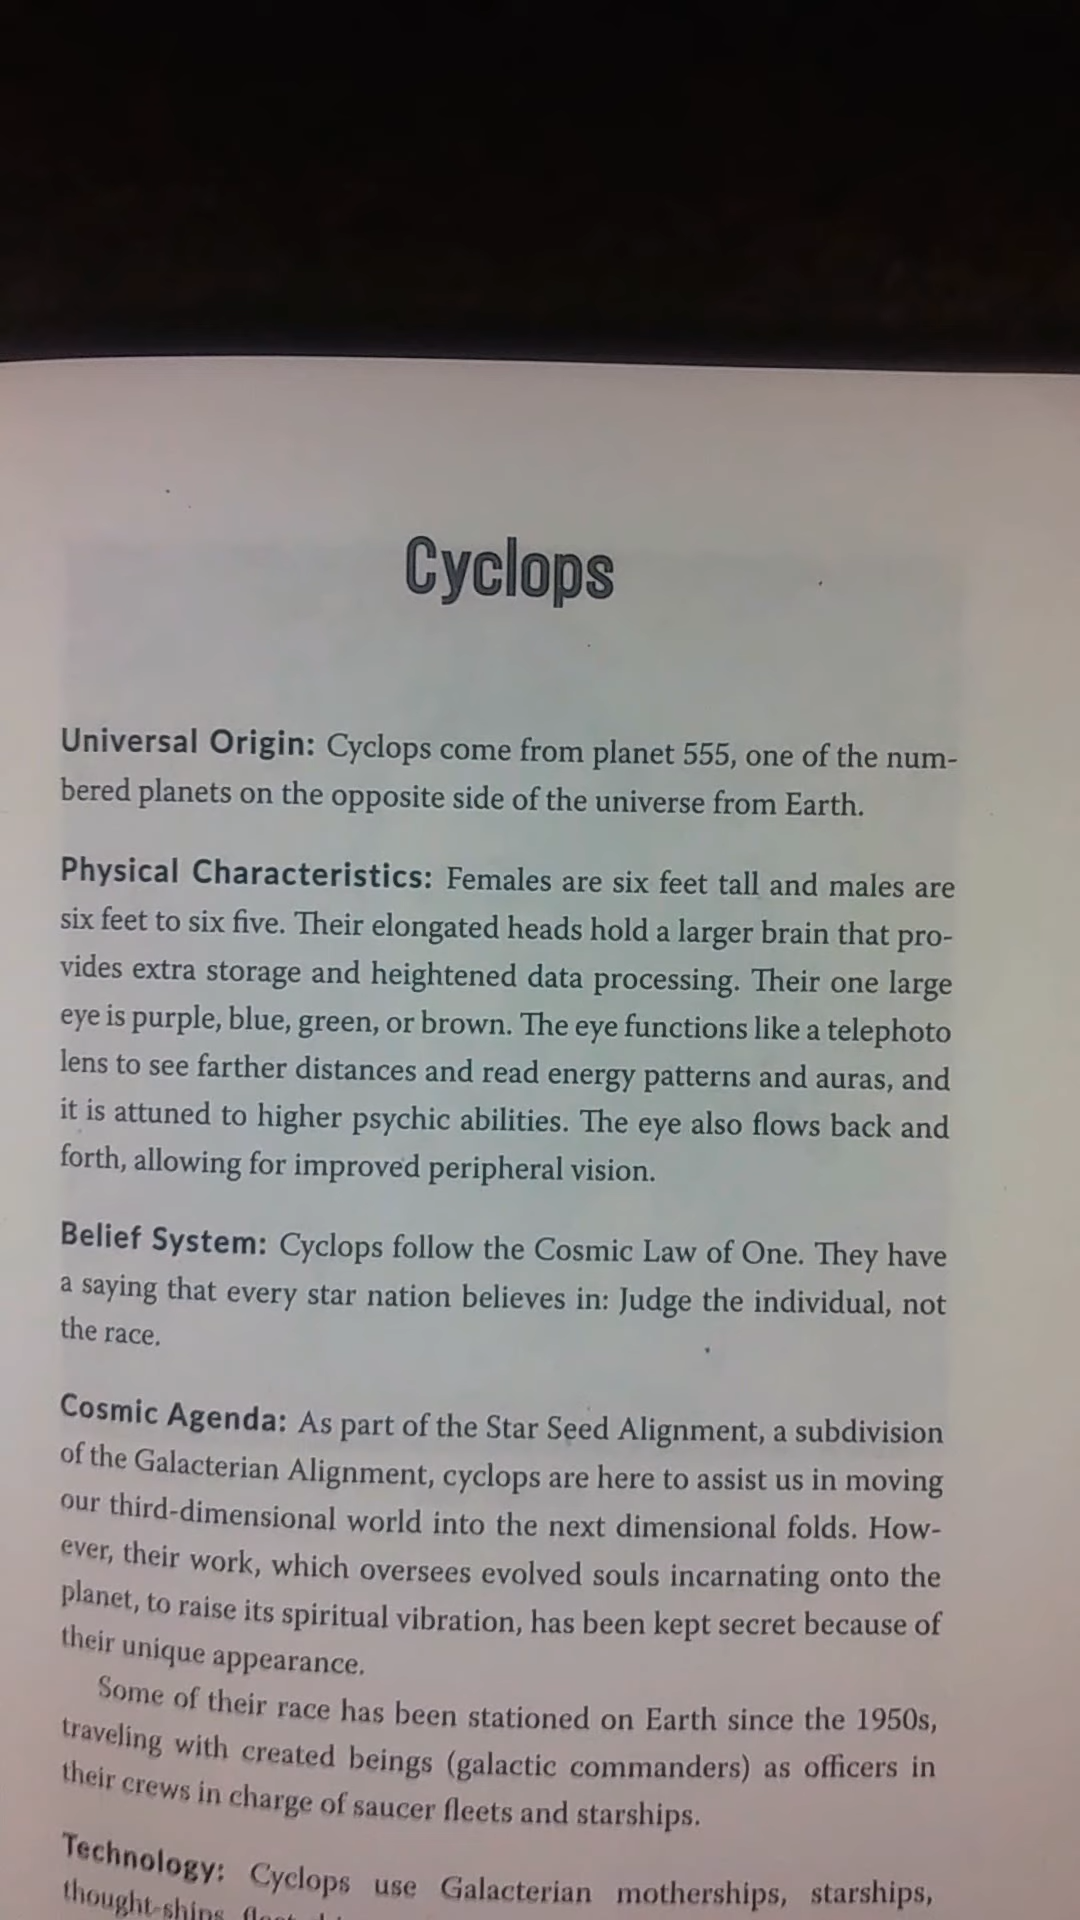 Cyclops
Universal Origin: Cyclops come from planet 555, one of the num-
bered planets on the opposite side of the universe from Earth.
Physical Characteristics: Females are six feet tall and males are
six feet to six five. Their elongated heads hold a larger brain that pro-
vides extra storage and heightened data processing. Their one large
eye is purple, blue, green, or brown. The eye functions like a telephoto
lens to see farther distances and read energy patterns and auras, and
it is attuned to higher psychic abilities. The eye also flows back and
forth, allowing for improved peripheral vision.
Belief System: Cyclops follow the Cosmic Law of One. They have
a saying that every star nation believes in: Judge the individual, not
the race.
Cosmic Agenda: As part of the Star Seed Alignment, a subdivision
of the Galacterian Alignment, cyclops are here to assist us in moving
our third-dimensional world into the next dimensional folds. How-
ever, their work, which oversees evolved souls incarnating onto the
planet, to raise its spiritual vibration, has been kept secret because of
their unique appearance.
Some of their race has been stationed on Earth since the 1950s,
traveling with created beings (galactic commanders) as officers in
their crews in charge of saucer fleets and starships.
Technology: Cyclops use Galacterian motherships, starships,
thought-ships,